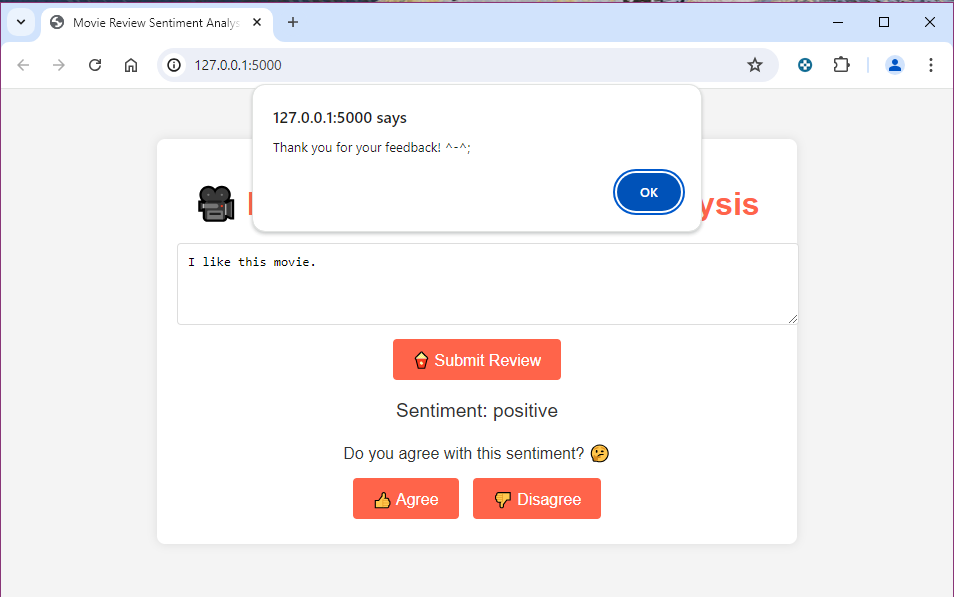 Movie Review Sentiment Analys
127.0.0.1:5000
127.0.0.1:5000 says
Thank you for your feedback! ^-^;
OK
ysis
I like this movie.
Submit Review
Sentiment: positive
Do you agree with this sentiment?
Agree
Disagree